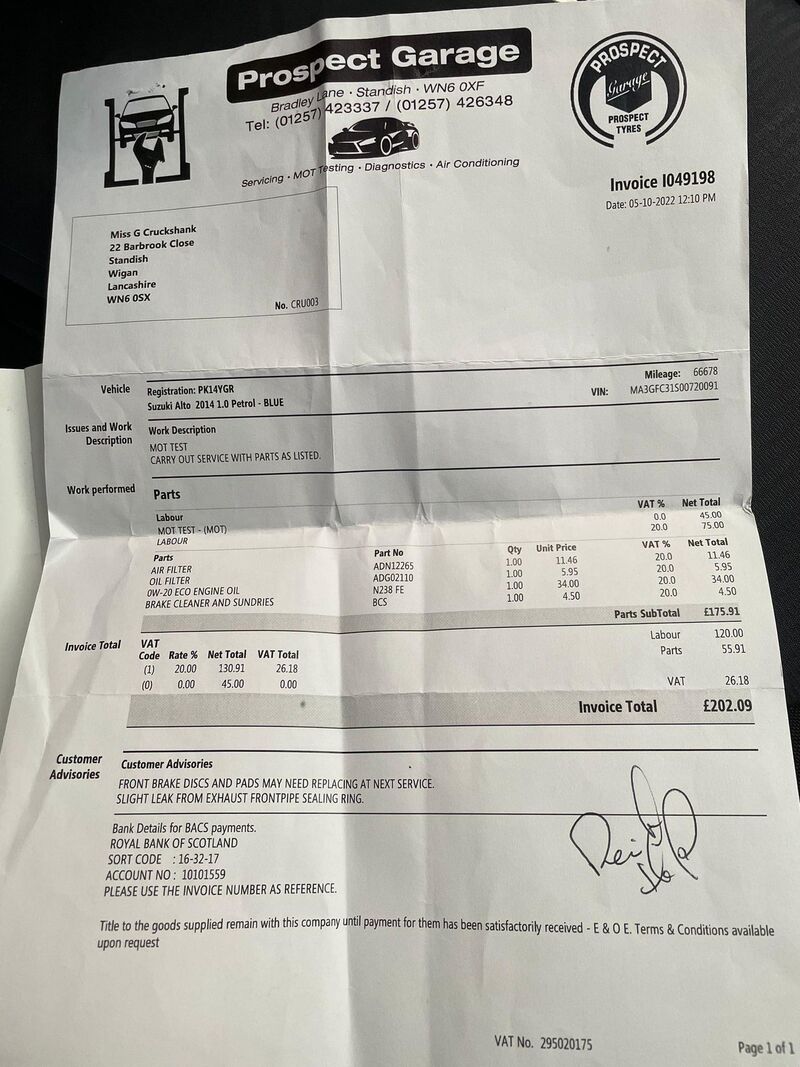 Prospect Garage
Bradley Lane · Standish · WN6 0XF
Tel: (01257) 423337 / (01257) 426348
Servicing · MOT Testing · Diagnostics · Air Conditioning
PROSPECT
Garage
PROSPECT
TYRES
Invoice I049198
Date: 05-10-2022 12:10 PM
Miss G Cruckshank
22 Barbrook Close
Standish
Wigan
Lancashire
WN6 0SX
No. CRU003
Vehicle
Registration: PK14YGR
Mileage: 66678
Suzuki Alto 2014 1.0 Petrol - BLUE
VIN: MA3GFC31S00720091
Issues and Work Description
Work Description
MOT TEST
CARRY OUT SERVICE WITH PARTS AS LISTED.
Work performed
Parts
Labour VAT % Net Total
MOT TEST - (MOT) 0.0 45.00
LABOUR 20.0 75.00
Parts Part No Qty Unit Price VAT % Net Total
AIR FILTER ADN12265 1.00 11.46 20.0 11.46
OIL FILTER ADG02110 1.00 5.95 20.0 5.95
0W-20 ECO ENGINE OIL N238 FE 1.00 34.00 20.0 34.00
BRAKE CLEANER AND SUNDRIES BCS 1.00 4.50 20.0 4.50
Parts SubTotal £175.91
Invoice Total
VAT Code Rate % Net Total VAT Total
(1) 20.00 130.91 26.18
(0) 0.00 45.00 0.00
Labour 120.00
Parts 55.91
VAT 26.18
Invoice Total £202.09
Customer Advisories
Customer Advisories
FRONT BRAKE DISCS AND PADS MAY NEED REPLACING AT NEXT SERVICE.
SLIGHT LEAK FROM EXHAUST FRONTPIPE SEALING RING.
Bank Details for BACS payments.
ROYAL BANK OF SCOTLAND
SORT CODE : 16-32-17
ACCOUNT NO : 10101559
PLEASE USE THE INVOICE NUMBER AS REFERENCE.
Title to the goods supplied remain with this company until payment for them has been satisfactorily received - E & O E. Terms & Conditions available
upon request
VAT No. 295020175
Page 1 of 1